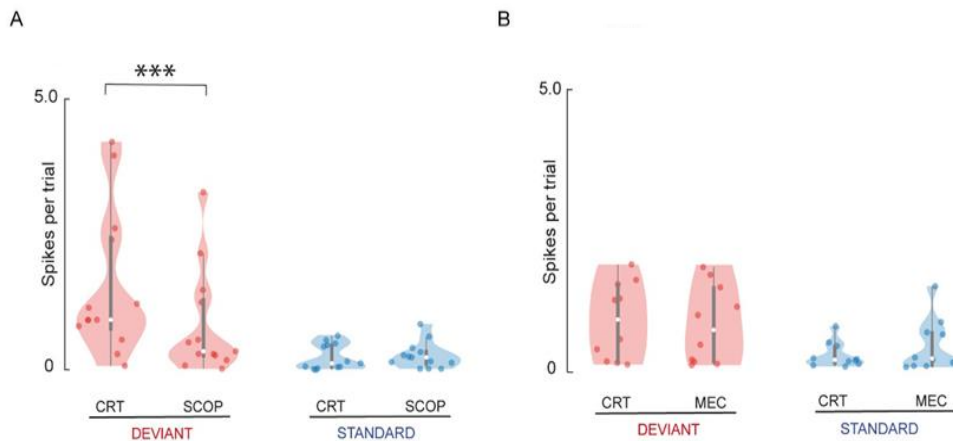 A
B
***
5.0
Spikes per trial
0
CRT SCOP CRT SCOP
DEVIANT STANDARD
5.0
Spikes per trial
0
CRT MEC CRT MEC
DEVIANT STANDARD